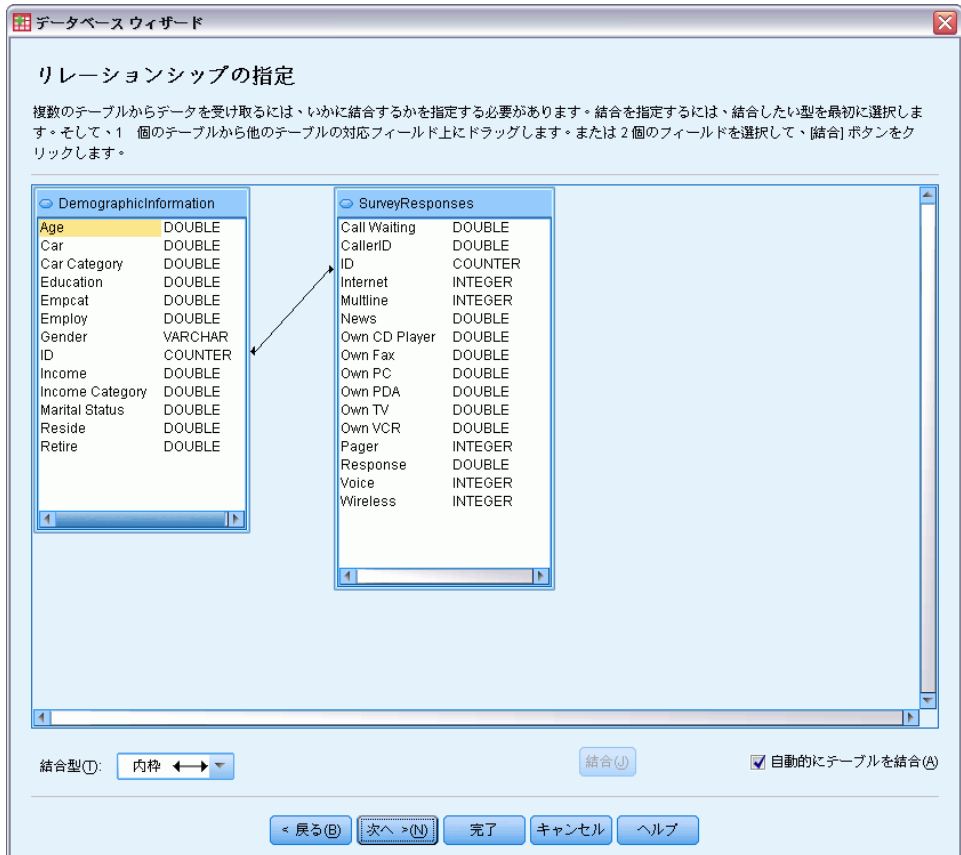 データベース ウィザード
リレーションシップの指定
複数のテーブルからデータを受け取るには、いかに結合するかを指定する必要があります。結合を指定するには、結合したい型を最初に選択しま
す。そして、1 個のテーブルから他のテーブルの対応フィールド上にドラッグします。または 2 個のフィールドを選択して、[結合] ボタンをク
リックします。
DemographicInformation
Age DOUBLE
Car DOUBLE
Car Category DOUBLE
Education DOUBLE
Empcat DOUBLE
Employ DOUBLE
Gender VARCHAR
ID COUNTER
Income DOUBLE
Income Category DOUBLE
Marital Status DOUBLE
Reside DOUBLE
Retire DOUBLE
SurveyResponses
Call Waiting DOUBLE
CallerID DOUBLE
ID COUNTER
Internet INTEGER
Multline INTEGER
News DOUBLE
Own CD Player DOUBLE
Own Fax DOUBLE
Own PC DOUBLE
Own PDA DOUBLE
Own TV DOUBLE
Own VCR DOUBLE
Pager INTEGER
Response DOUBLE
Voice INTEGER
Wireless INTEGER
結合型(T): 内枠 結合(J) 自動的にテーブルを結合(A)
< 戻る(B) 次へ >(N) 完了 キャンセル ヘルプ